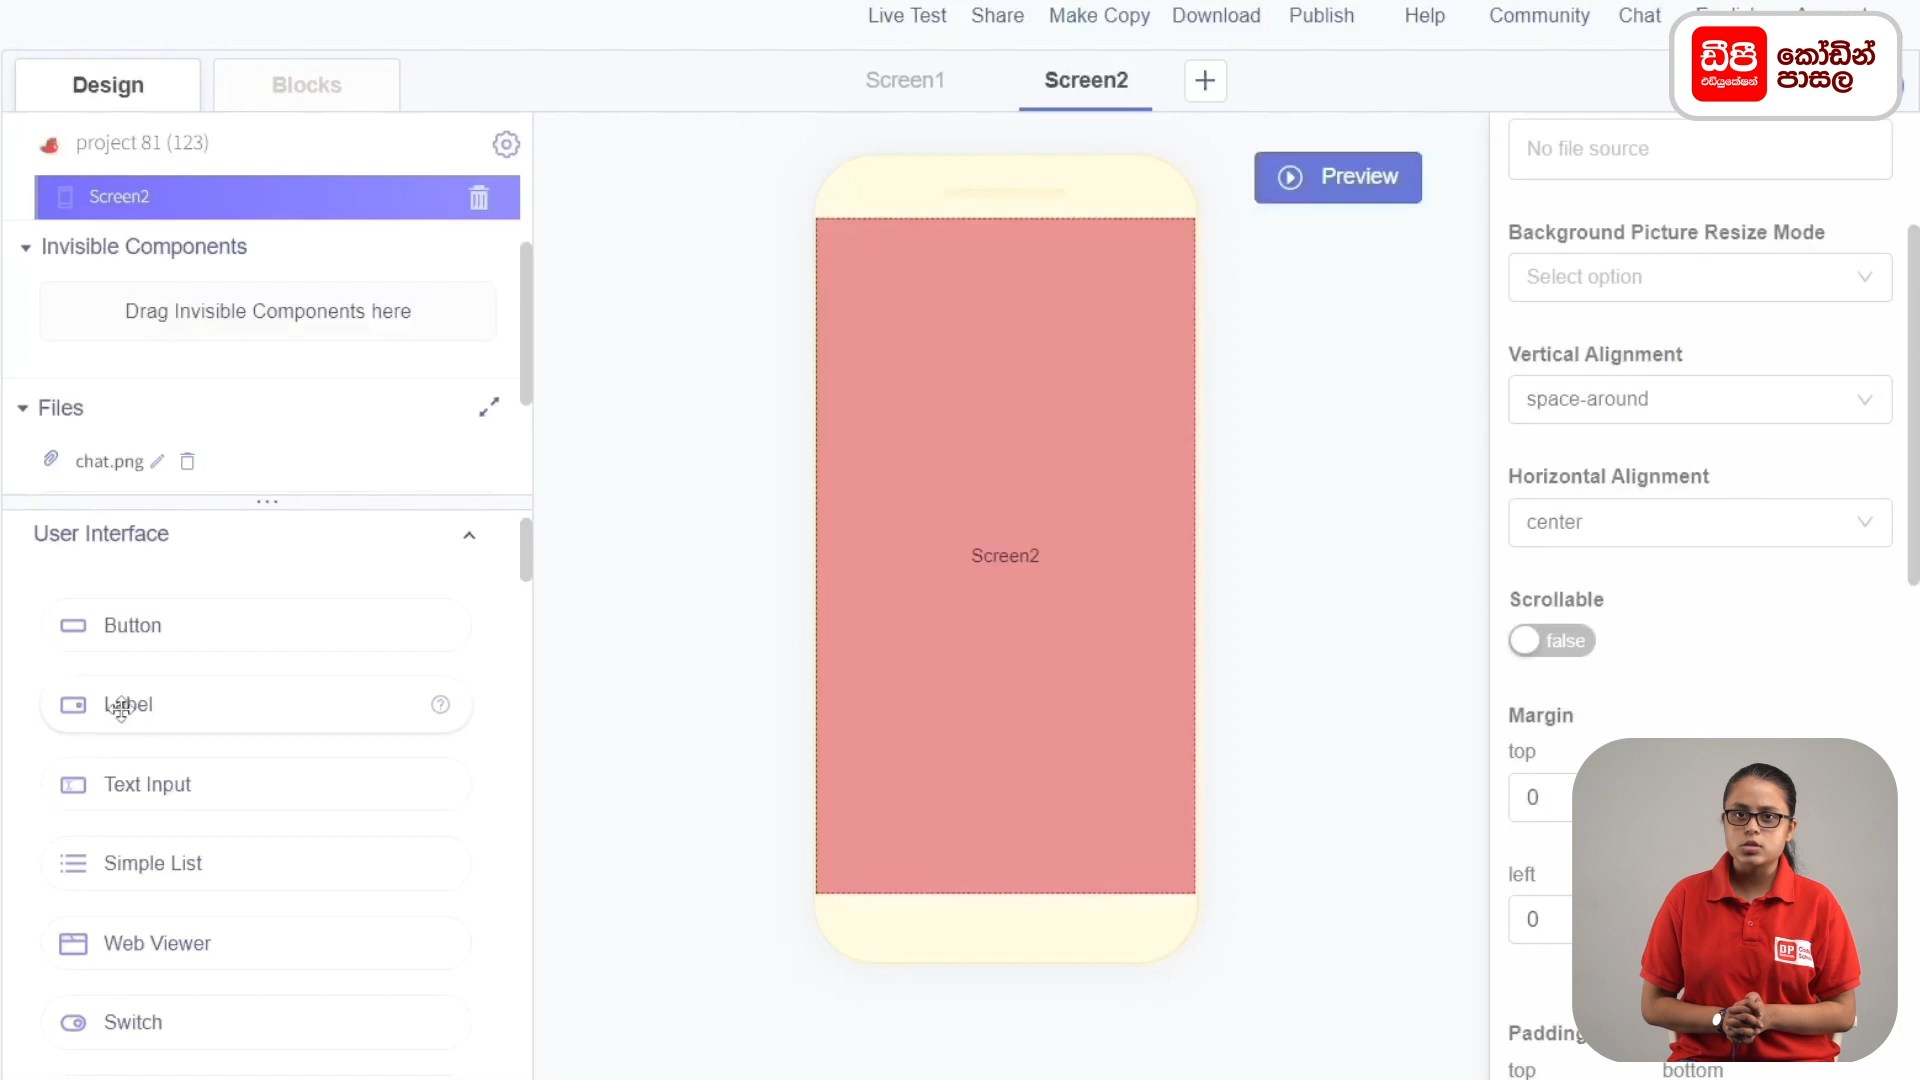 Live Test Share Make Copy Download Publish Help Community Chat
ඩීපී
එඩියුකේෂන්
කෝඩින්
පාසල
Design Blocks
Screen1 Screen2 +
project 81 (123)
Preview
No file source
Screen2
Background Picture Resize Mode
Invisible Components
Select option
Drag Invisible Components here
Vertical Alignment
space-around
Files
chat.png
Horizontal Alignment
center
User Interface
Screen2
Scrollable
false
Button
Label
Margin
top
0
Text Input
Simple List
left
0
Web Viewer
DP
Switch
Padding
top bottom